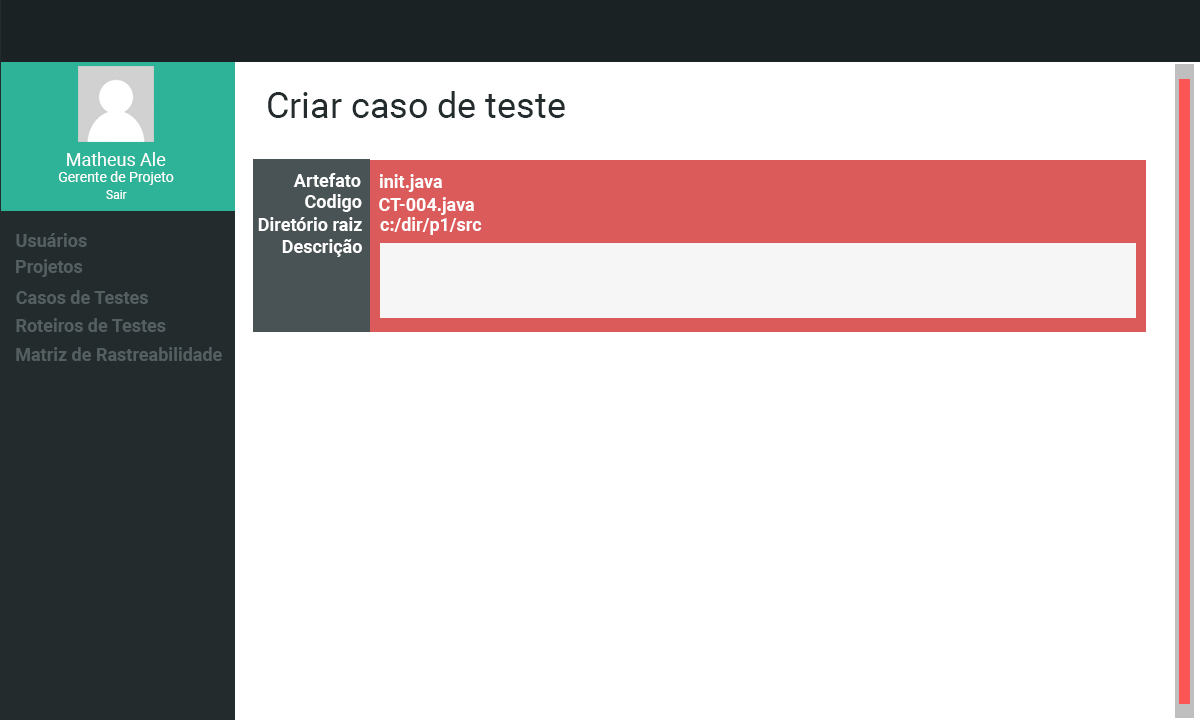 Matheus Ale
Gerente de Projeto
Sair
Usuários
Projetos
Casos de Testes
Roteiros de Testes
Matriz de Rastreabilidade
Criar caso de teste
Artefato init.java
Codigo CT-004.java
Diretório raiz c:/dir/p1/src
Descrição